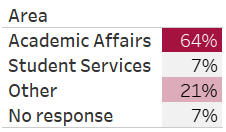 Area
Academic Affairs 64%
Student Services 7%
Other 21%
No response 7%